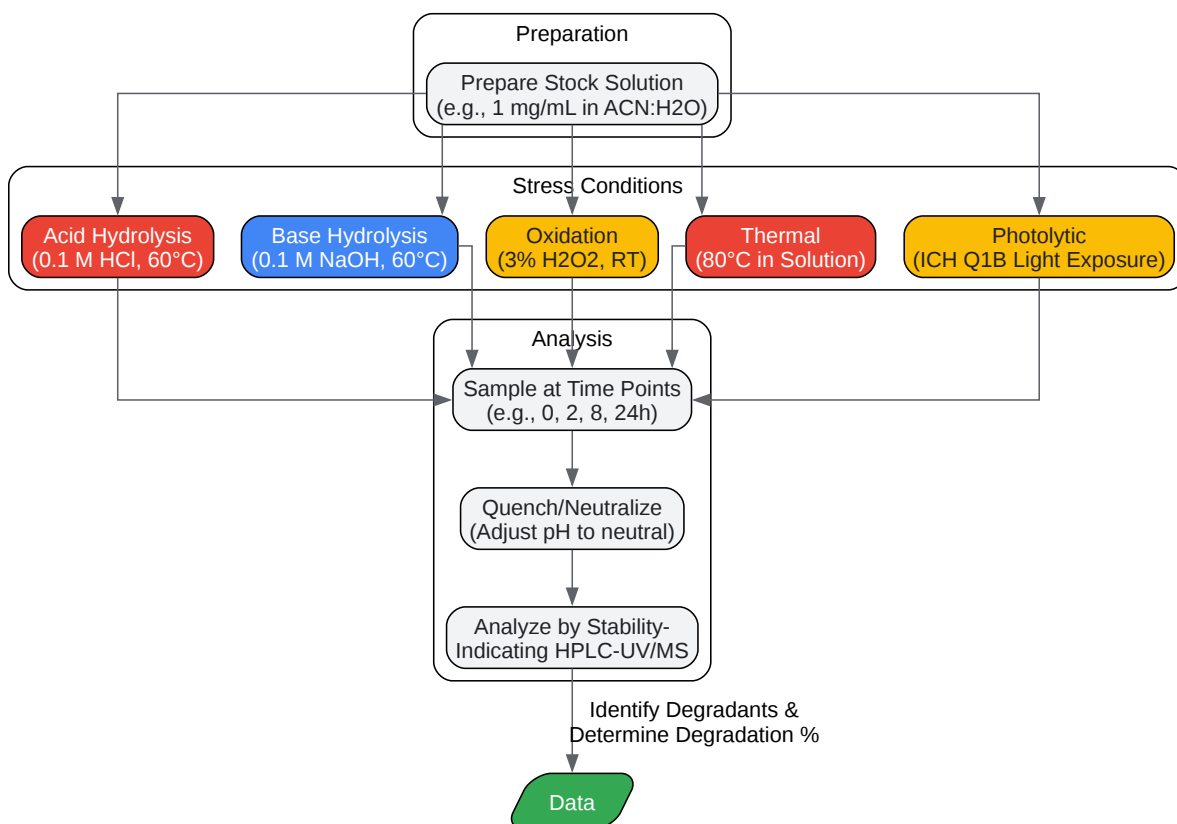 Preparation
Prepare Stock Solution
(e.g., 1 mg/mL in ACN:H2O)
Stress Conditions
Acid Hydrolysis
(0.1 M HCl, 60°C)
Base Hydrolysis
(0.1 M NaOH, 60°C)
Oxidation
(3% H2O2, RT)
Thermal
(80°C in Solution)
Photolytic
(ICH Q1B Light Exposure)
Analysis
Sample at Time Points
(e.g., 0, 2, 8, 24h)
Quench/Neutralize
(Adjust pH to neutral)
Analyze by Stability-
Indicating HPLC-UV/MS
Identify Degradants &
Determine Degradation %
Data